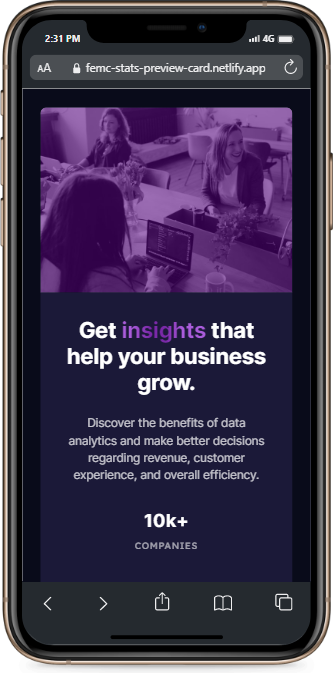 2:31 PM
4G
AA
femc-stats-preview-card.netlify.app
Get insights that
help your business
grow.
Discover the benefits of data
analytics and make better decisions
regarding revenue, customer
experience, and overall efficiency.
10k+
COMPANIES